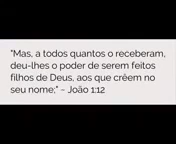 "Mas, a todos quantos o receberam,
deu-lhes o poder de serem feitos
filhos de Deus, aos que crêem no
seu nome;" - João 1:12